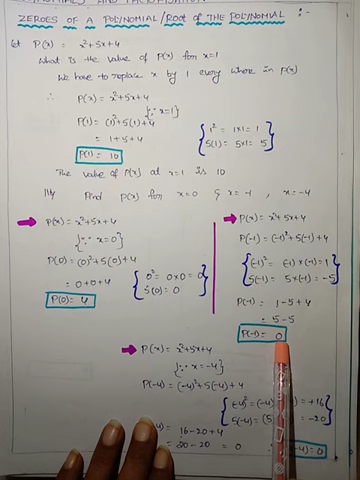 ZEROES OF A POLYNOMIAL / ROOT OF THE POLYNOMIAL :-
Let P(x) = x²+5x+4
What is the value of P(x) for x=1
We have to replace x by 1 every where in P(x)
∴ P(x) = x²+5x+4
{∵ x=1}
P(1) = (1)²+5(1)+4
= 1+5+4
{1² = 1×1 = 1
5(1) = 5×1 = 5}
P(1) = 10
The value of P(x) at x=1 is 10
Find P(x) for x=0 & x=-1, x=-4
P(x) = x²+5x+4
{∵ x=0}
P(0) = (0)²+5(0)+4
= 0+0+4
{0² = 0×0 = 0
5(0) = 0}
P(0) = 4
P(x) = x²+5x+4
P(-1) = (-1)²+5(-1)+4
{(-1)² = (-1)×(-1) = 1
5(-1) = 5×(-1) = -5}
P(-1) = 1-5+4
= 5-5
P(-1) = 0
P(x) = x²+5x+4
{∵ x=-4}
P(-4) = (-4)²+5(-4)+4
{(-4)² = (-4) = +16
5(-4) = (5 = -20}
= 16-20+4
= 20-20 = 0
-4) = 0